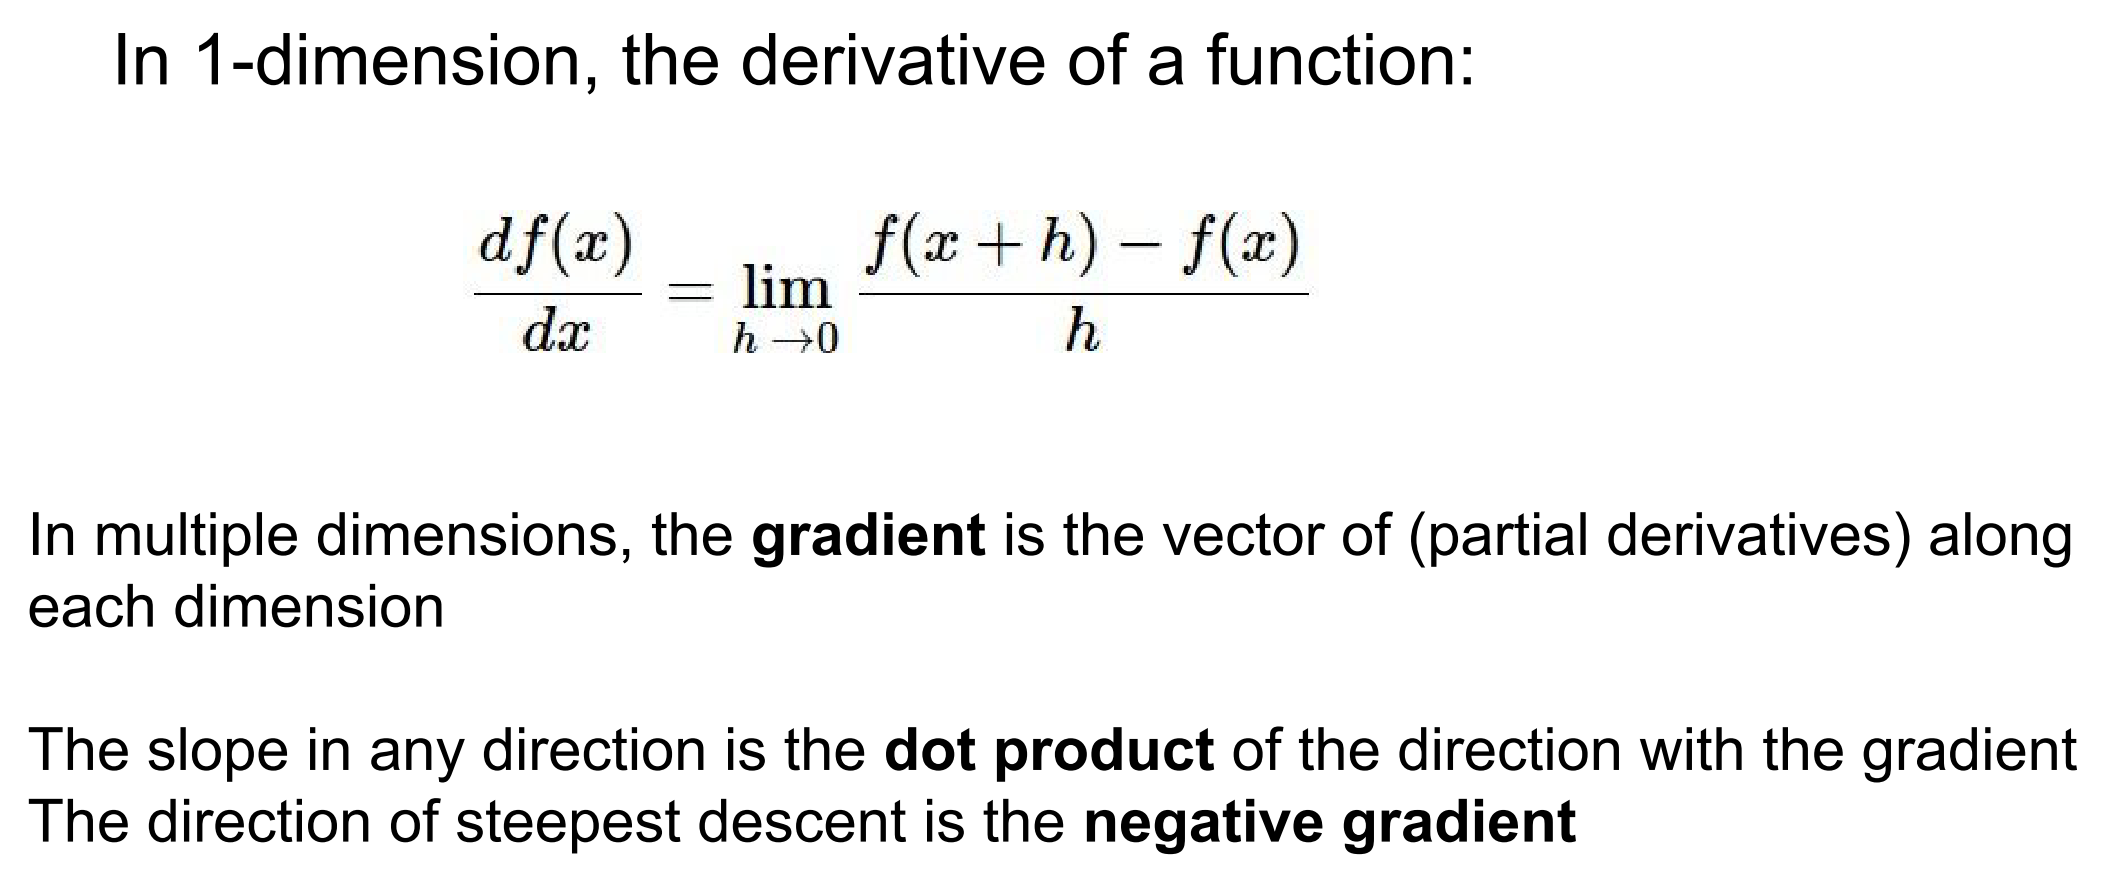 In 1-dimension, the derivative of a function:
df(x)/dx = lim h→0 f(x + h) − f(x)/h
In multiple dimensions, the gradient is the vector of (partial derivatives) along
each dimension
The slope in any direction is the dot product of the direction with the gradient
The direction of steepest descent is the negative gradient